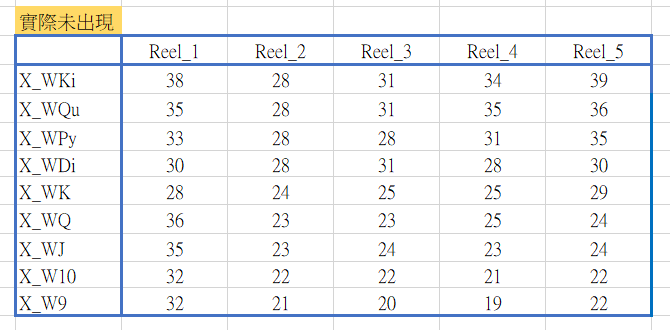 實際未出現
Reel_1 Reel_2 Reel_3 Reel_4 Reel_5
X_WKi 38 28 31 34 39
X_WQu 35 28 31 35 36
X_WPy 33 28 28 31 35
X_WDi 30 28 31 28 30
X_WK 28 24 25 25 29
X_WQ 36 23 23 25 24
X_WJ 35 23 24 23 24
X_W10 32 22 22 21 22
X_W9 32 21 20 19 22